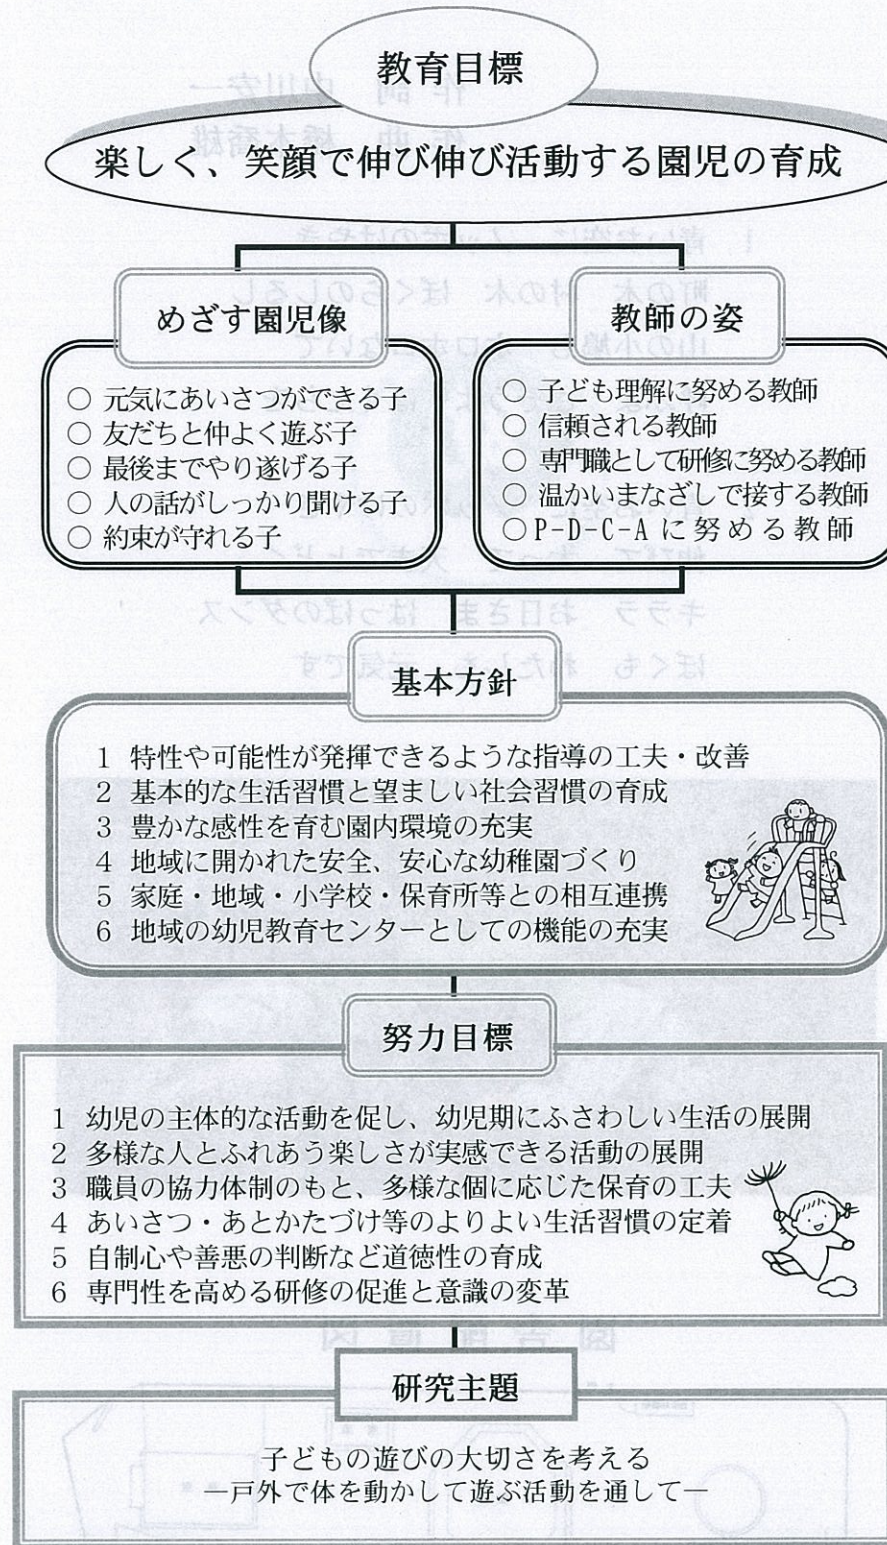 教育目標
楽しく、笑顔で伸び伸び活動する園児の育成
めざす園児像
○ 元気にあいさつができる子
○ 友だちと仲よく遊ぶ子
○ 最後までやり遂げる子
○ 人の話がしっかり聞ける子
○ 約束が守れる子
教師の姿
○ 子ども理解に努める教師
○ 信頼される教師
○ 専門職として研修に努める教師
○ 温かいまなざしで接する教師
○ P-D-C-A に努める教師
基本方針
1 特性や可能性が発揮できるような指導の工夫・改善
2 基本的な生活習慣と望ましい社会習慣の育成
3 豊かな感性を育む園内環境の充実
4 地域に開かれた安全、安心な幼稚園づくり
5 家庭・地域・小学校・保育所等との相互連携
6 地域の幼児教育センターとしての機能の充実
努力目標
1 幼児の主体的な活動を促し、幼児期にふさわしい生活の展開
2 多様な人とふれあう楽しさが実感できる活動の展開
3 職員の協力体制のもと、多様な個に応じた保育の工夫
4 あいさつ・あとかたづけ等のよりよい生活習慣の定着
5 自制心や善悪の判断など道徳性の育成
6 専門性を高める研修の促進と意識の変革
研究主題
子どもの遊びの大切さを考える
―戸外で体を動かして遊ぶ活動を通して―